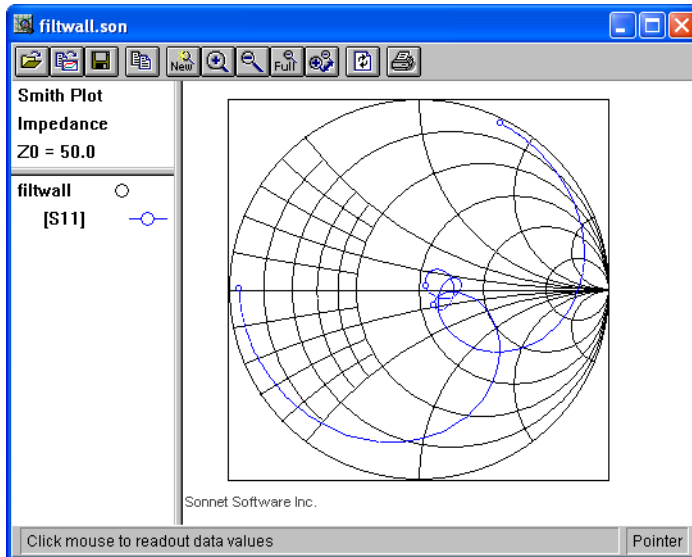 filtwall.son
New
Full
Smith Plot
Impedance
Z0 = 50.0
filtwall
[S11]
Sonnet Software Inc.
Click mouse to readout data values
Pointer